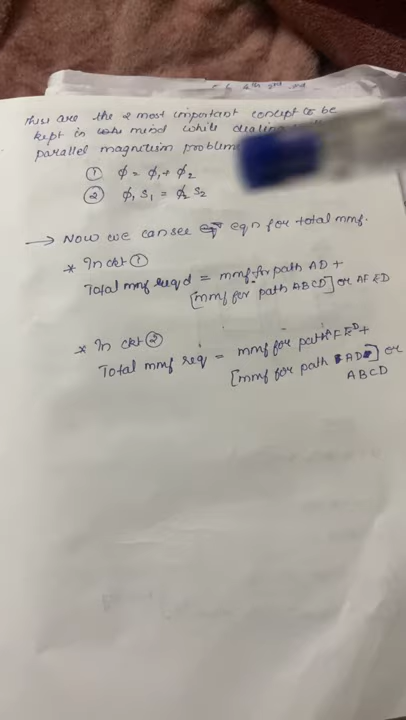 These are the 2 most important concept to be
kept in mind while dealing
parallel magnetism problem
① ϕ = ϕ1 + ϕ2
② ϕ1 S1 = ϕ2 S2
→ Now we can see eqn for total mmf.
* In ckt ①
Total mmf req d = mmf for path AD +
[mmf for path ABCD] or AFED
* In ckt ②
Total mmf req = mmf for path AFED +
[mmf for path AD] or
ABCD